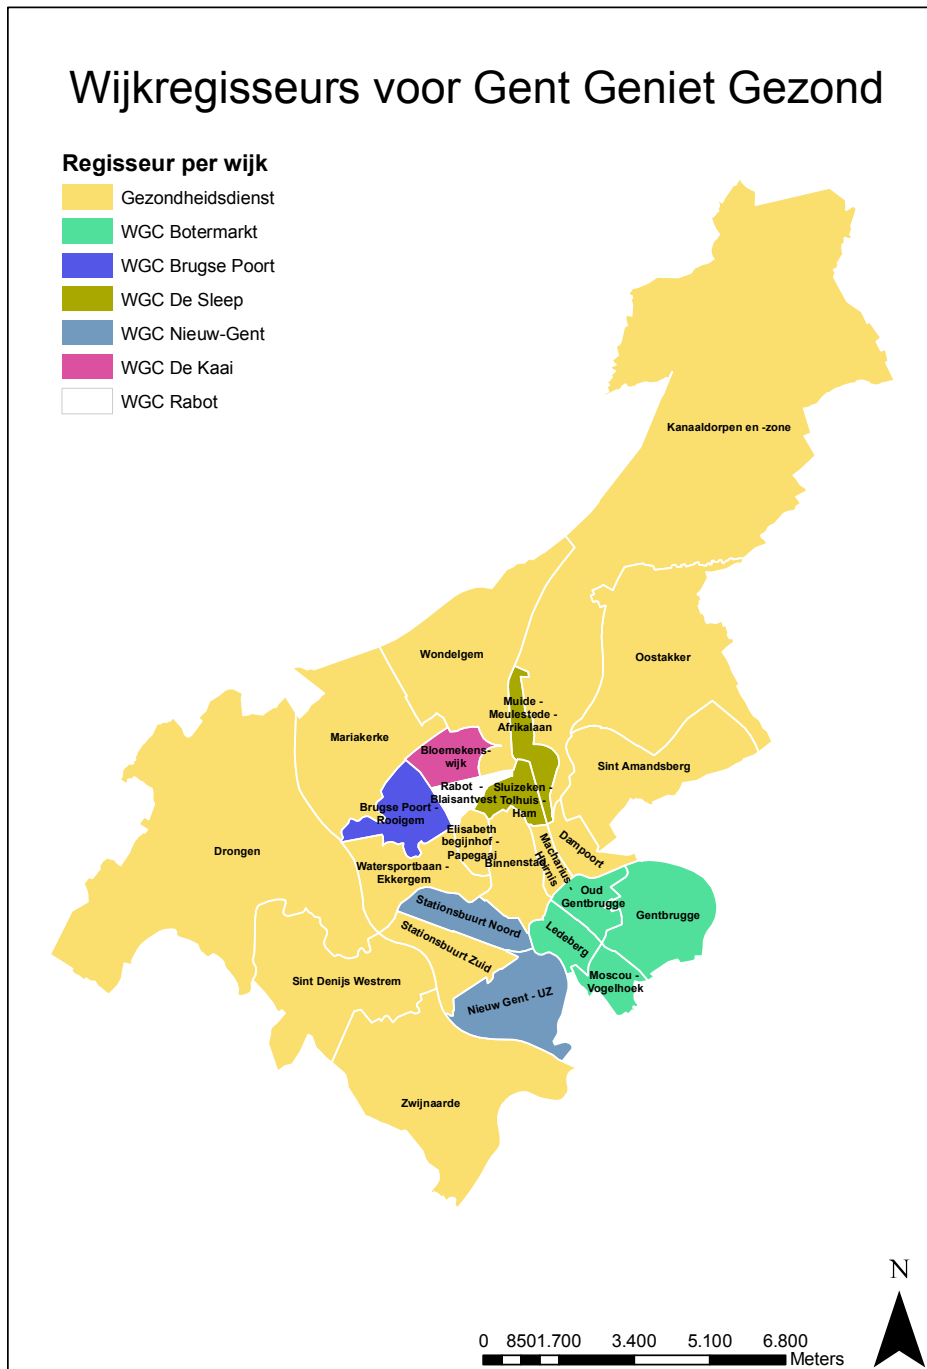 Wijkregisseurs voor Gent Geniet Gezond
Regisseur per wijk
Gezondheidsdienst
WGC Botermarkt
WGC Brugse Poort
WGC De Sleep
WGC Nieuw-Gent
WGC De Kaai
WGC Rabot
Kanaaldorpen en -zone
Wondelgem
Oostakker
Muide -
Meulestede -
Afrikalaan
Mariakerke
Bloemekens-
wijk
Sint Amandsberg
Rabot -
Blaisantvest
Sluizeken -
Tolhuis -
Ham
Brugse Poort -
Rooigem
Elisabeth
begijnhof -
Papegaai
Drongen
Watersportbaan -
Ekkergem
Binnenstad
Macharius -
Heirnis
Dampoort
Oud
Gentbrugge
Gentbrugge
Stationsbuurt Noord
Ledeberg
Stationsbuurt Zuid
Moscou -
Vogelhoek
Sint Denijs Westrem
Nieuw Gent - UZ
Zwijnaarde
N
0 850 1.700 3.400 5.100 6.800
Meters